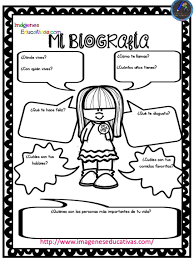 Imágenes
Educativas.com
MI BIOGRAFÍA
¿Dónde vives?
¿Con quién vives?
¿Cómo te llamas?
¿Cuántos años tienes?
¿Qué te hace feliz?
¿Qué te disgusta?
¿Cuáles son tus
hobbies?
¿Cuáles son tus
comidas favoritas?
¿Quiénes son las personas más importantes de tu vida?
http://www.imageneseducativas.com/